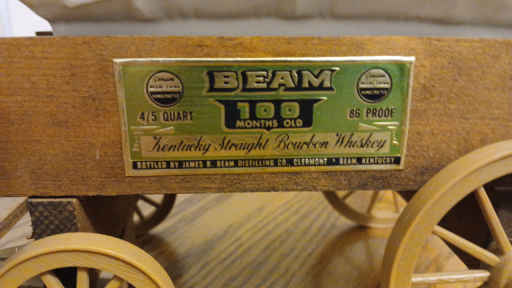 BEAM
100
MONTHS OLD
4/5 QUART
86 PROOF
Kentucky Straight Bourbon Whiskey
BOTTLED BY JAMES B. BEAM DISTILLING CO., CLERMONT • BEAM, KENTUCKY